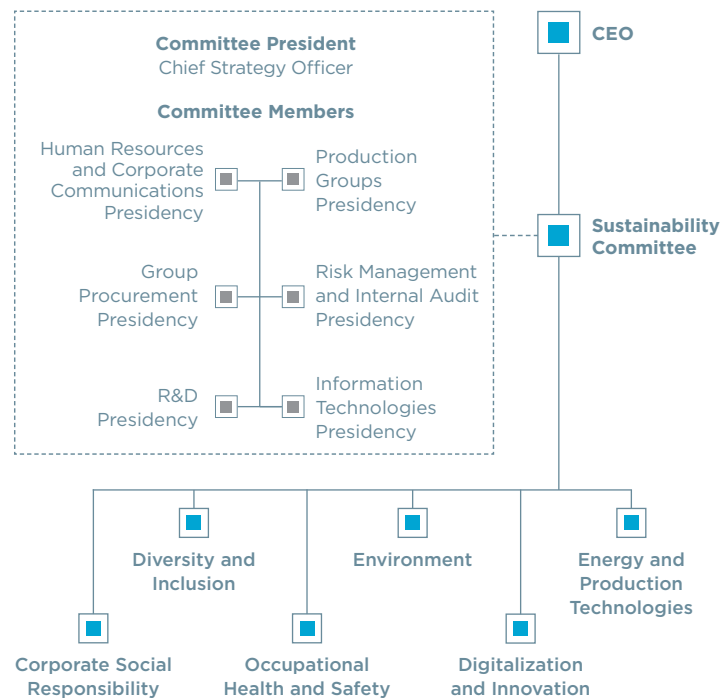 Committee President
Chief Strategy Officer
CEO
Committee Members
Human Resources
and Corporate
Communications
Presidency
Production
Groups
Presidency
Sustainability
Committee
Group
Procurement
Presidency
Risk Management
and Internal Audit
Presidency
R&D
Presidency
Information
Technologies
Presidency
Diversity and
Inclusion
Environment
Energy and
Production
Technologies
Corporate Social
Responsibility
Occupational
Health and Safety
Digitalization
and Innovation